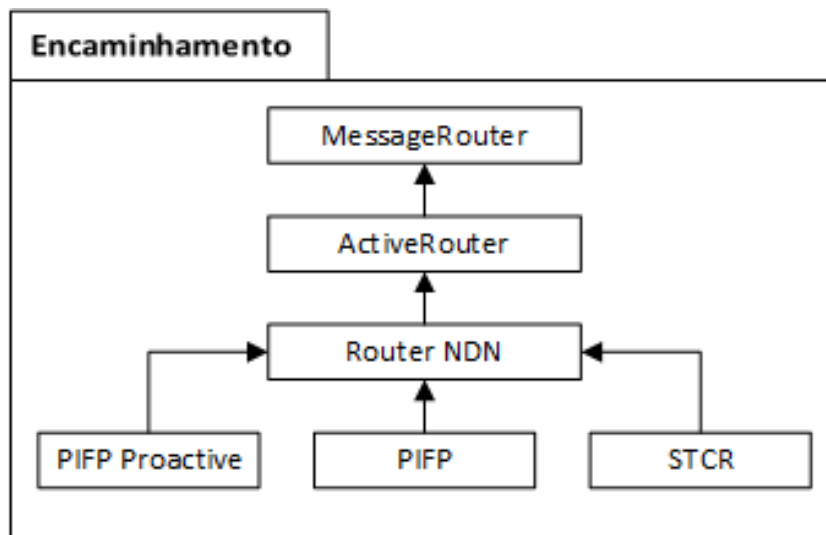 Encaminhamento
MessageRouter
ActiveRouter
Router NDN
PIFP Proactive
PIFP
STCR